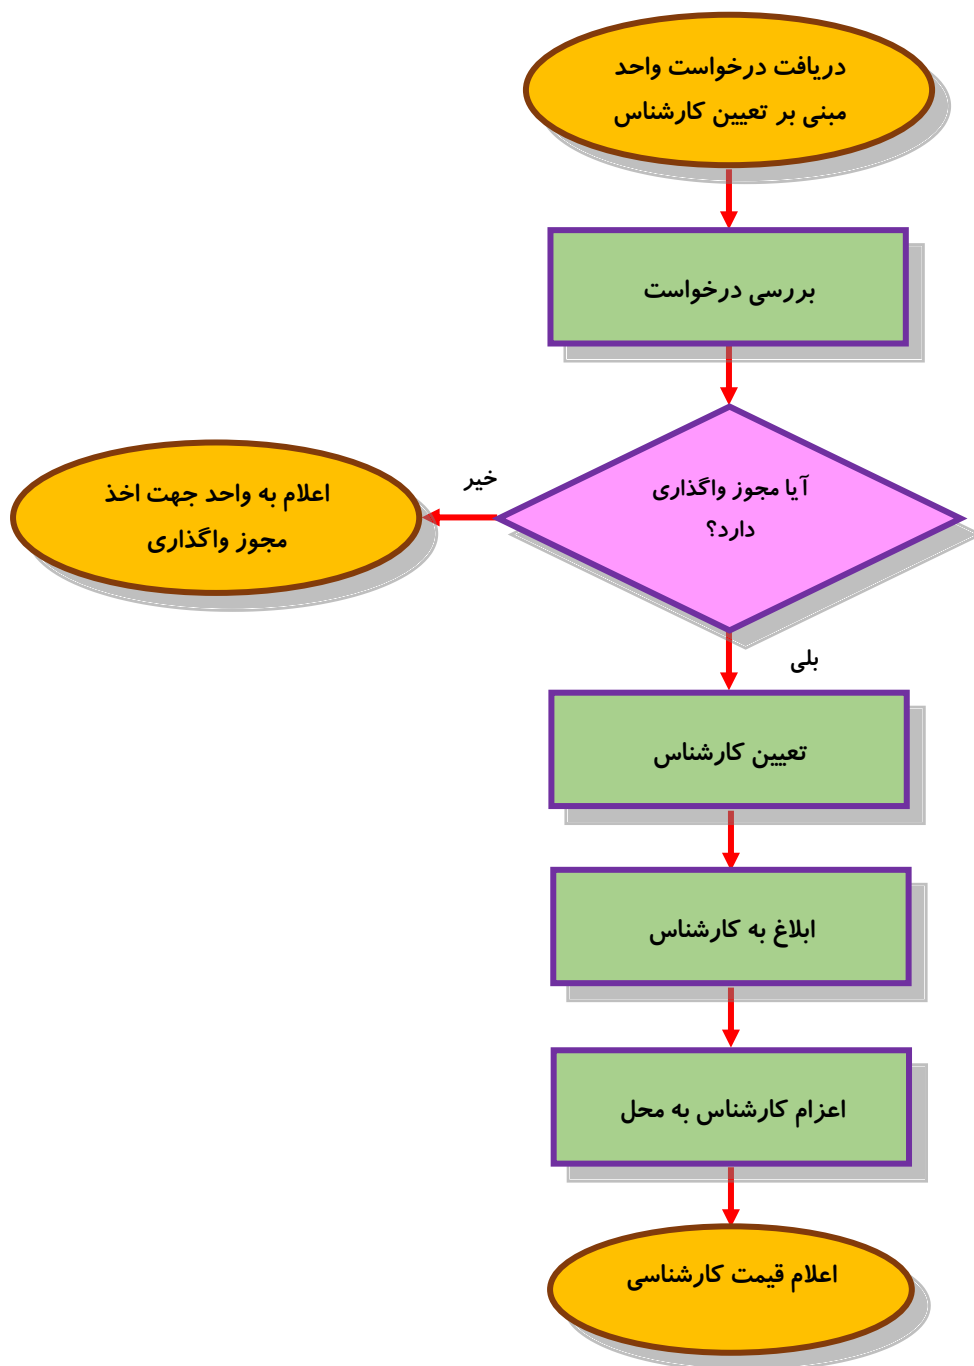 دریافت درخواست واحد
مبنی بر تعیین کارشناس
بررسی درخواست
آیا مجوز واگذاری
دارد؟
خیر
اعلام به واحد جهت اخذ
مجوز واگذاری
بلی
تعیین کارشناس
ابلاغ به کارشناس
اعزام کارشناس به محل
اعلام قیمت کارشناسی